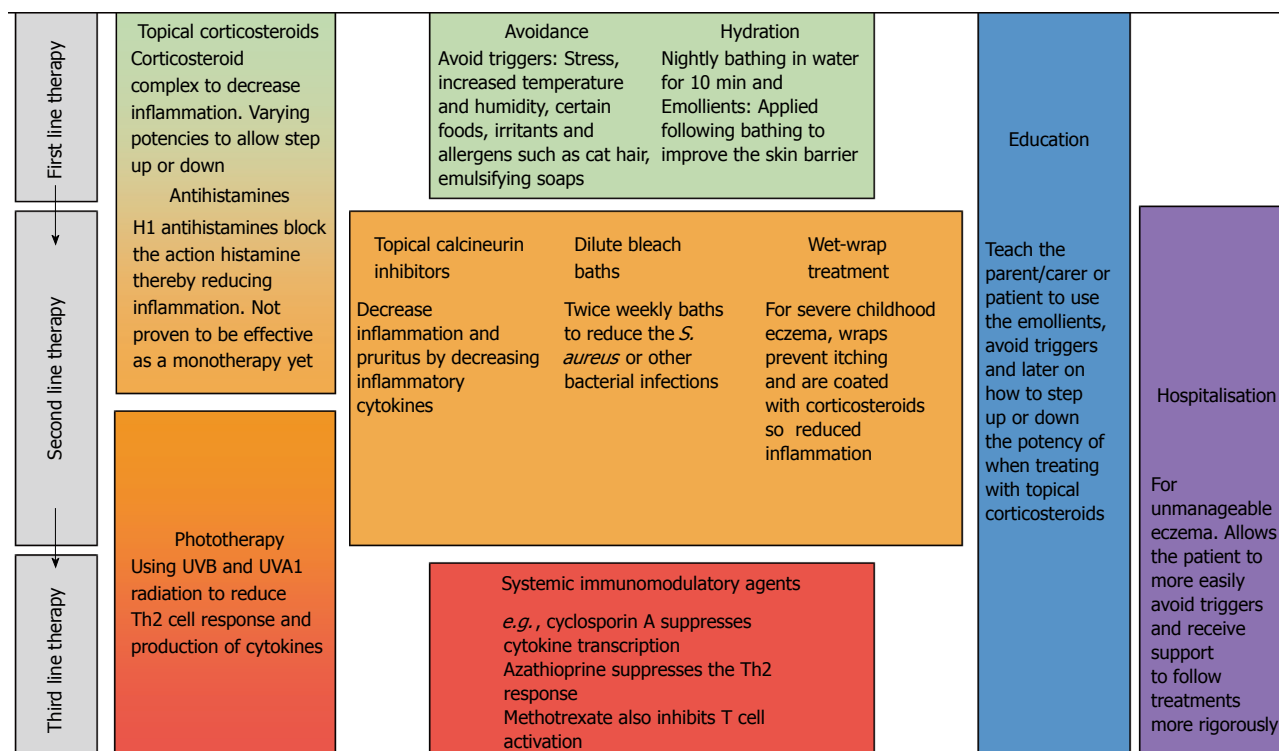 First line therapy
Second line therapy
Third line therapy
Topical corticosteroids
Corticosteroid
complex to decrease
inflammation. Varying
potencies to allow step
up or down
Antihistamines
H1 antihistamines block
the action histamine
thereby reducing
inflammation. Not
proven to be effective
as a monotherapy yet
Phototherapy
Using UVB and UVA1
radiation to reduce
Th2 cell response and
production of cytokines
Avoidance
Avoid triggers: Stress,
increased temperature
and humidity, certain
foods, irritants and
allergens such as cat hair,
emulsifying soaps
Hydration
Nightly bathing in water
for 10 min and
Emollients: Applied
following bathing to
improve the skin barrier
Topical calcineurin
inhibitors
Decrease
inflammation and
pruritus by decreasing
inflammatory
cytokines
Dilute bleach
baths
Twice weekly baths
to reduce the S.
aureus or other
bacterial infections
Wet-wrap
treatment
For severe childhood
eczema, wraps
prevent itching
and are coated
with corticosteroids
so reduced
inflammation
Systemic immunomodulatory agents
e.g., cyclosporin A suppresses
cytokine transcription
Azathioprine suppresses the Th2
response
Methotrexate also inhibits T cell
activation
Education
Teach the
parent/carer or
patient to use
the emollients,
avoid triggers
and later on
how to step
up or down
the potency of
when treating
with topical
corticosteroids
Hospitalisation
For
unmanageable
eczema. Allows
the patient to
more easily
avoid triggers
and receive
support
to follow
treatments
more rigorously